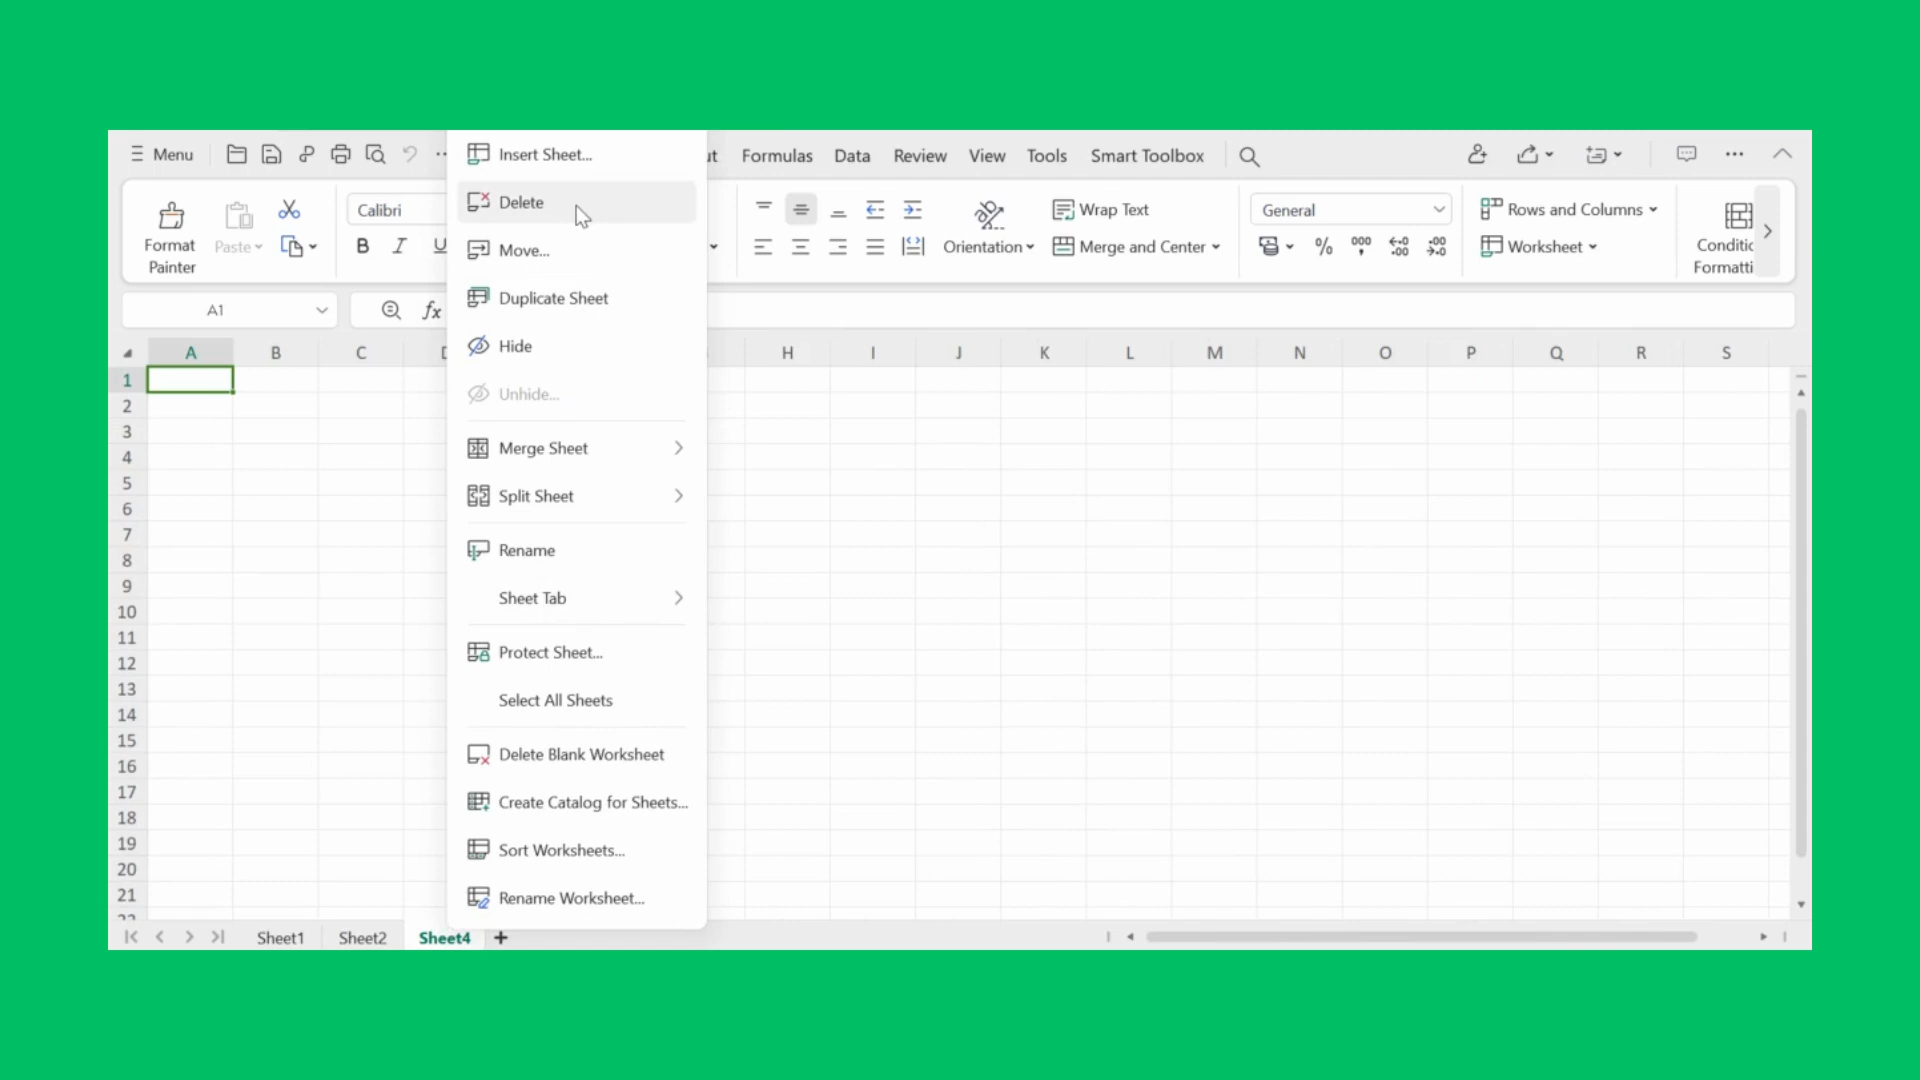 Menu
ut Formulas Data Review View Tools Smart Toolbox
Format Painter
Paste
Calibri
B I U
Orientation
Wrap Text
Merge and Center
General
% 000
Rows and Columns
Worksheet
Conditic
Formatti
A1
fx
A B C D H I J K L M N O P Q R S
1
2
3
4
5
6
7
8
9
10
11
12
13
14
15
16
17
18
19
20
21
22
Insert Sheet...
Delete
Move...
Duplicate Sheet
Hide
Unhide...
Merge Sheet
Split Sheet
Rename
Sheet Tab
Protect Sheet...
Select All Sheets
Delete Blank Worksheet
Create Catalog for Sheets...
Sort Worksheets...
Rename Worksheet...
Sheet1 Sheet2 Sheet4 +